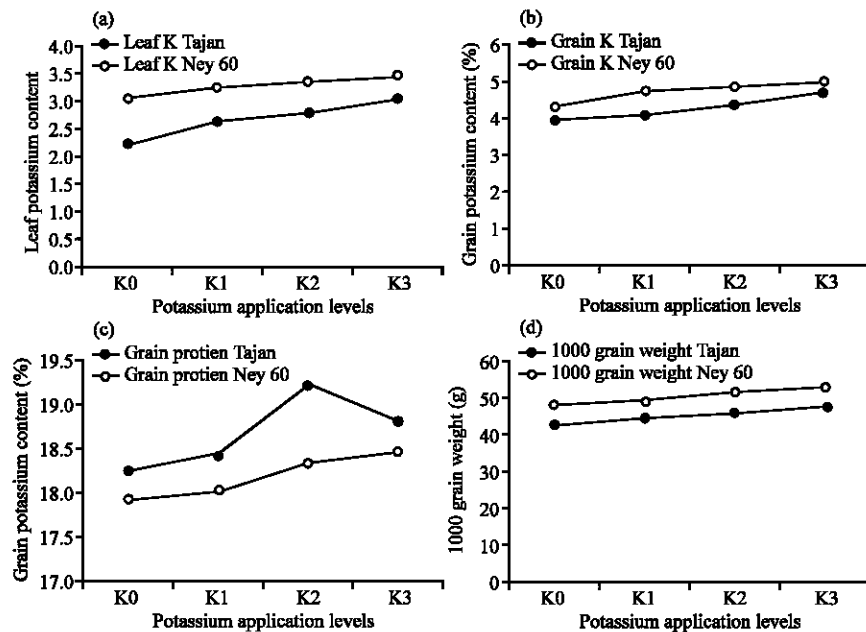 (a)
Leaf K Tajan
Leaf K Ney 60
Leaf potassium content
4.0
3.5
3.0
2.5
2.0
1.5
1.0
0.5
0.0
K0 K1 K2 K3
Potassium application levels
(b)
Grain K Tajan
Grain K Ney 60
Grain potassium content (%)
6
5
4
3
2
1
0
K0 K1 K2 K3
Potassium application levels
(c)
Grain protien Tajan
Grain protien Ney 60
Grain potassium content (%)
19.5
19.0
18.5
18.0
17.5
17.0
K0 K1 K2 K3
Potassium application levels
(d)
1000 grain weight Tajan
1000 grain weight Ney 60
1000 grain weight (g)
60
50
40
30
20
10
0
K0 K1 K2 K3
Potassium application levels